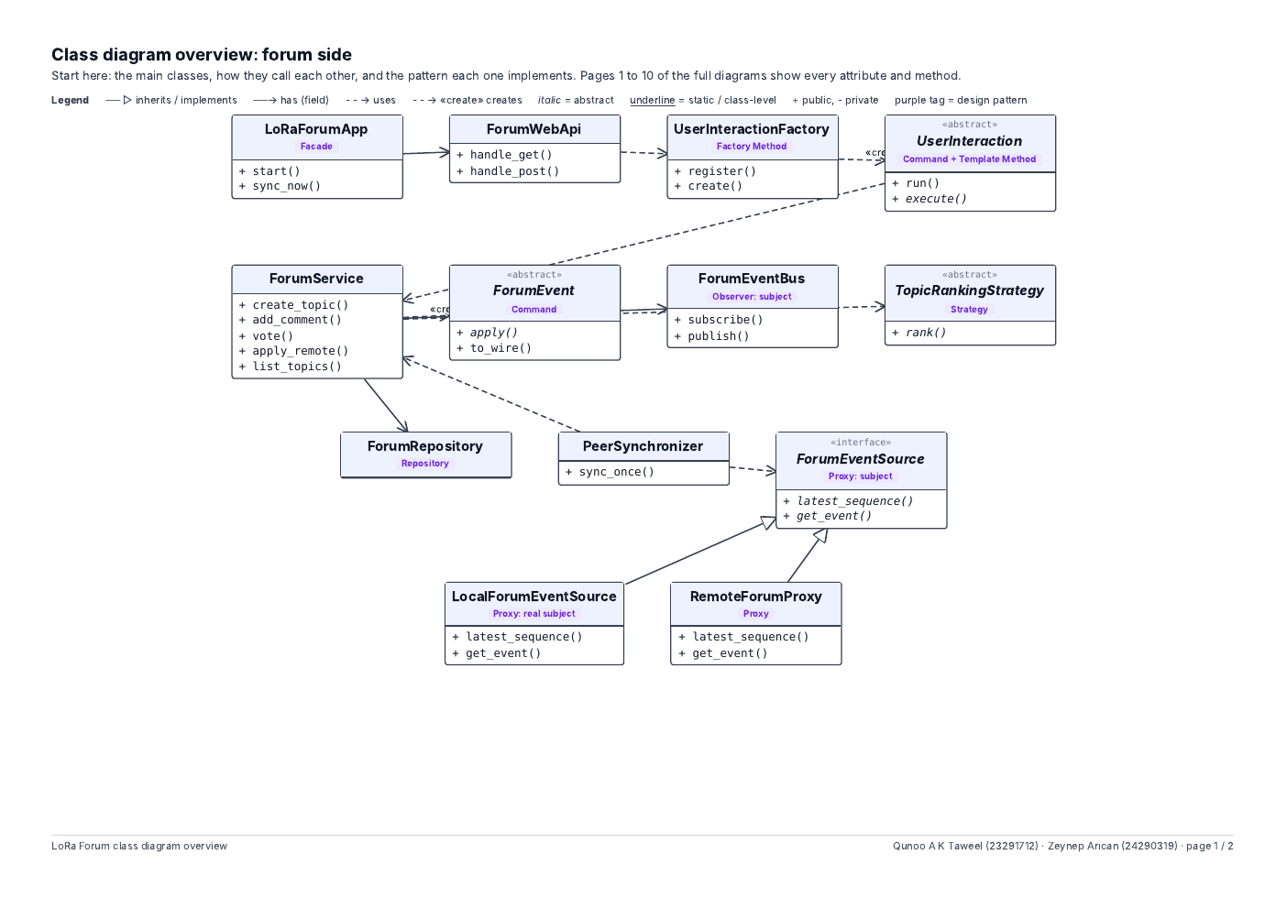 Class diagram overview: forum side
Start here: the main classes, how they call each other, and the pattern each one implements. Pages 1 to 10 of the full diagrams show every attribute and method.
Legend —▷ inherits / implements —→ has (field) - - → uses - - → «create» creates italic = abstract underline = static / class-level + public, - private purple tag = design pattern
LoRaForumApp
Facade
+ start()
+ sync_now()
ForumWebApi
+ handle_get()
+ handle_post()
UserInteractionFactory
Factory Method
+ register()
+ create()
«cre
«abstract»
UserInteraction
Command + Template Method
+ run()
+ execute()
ForumService
+ create_topic()
+ add_comment()
+ vote()
+ apply_remote()
+ list_topics()
«cre
«abstract»
ForumEvent
Command
+ apply()
+ to_wire()
ForumEventBus
Observer: subject
+ subscribe()
+ publish()
«abstract»
TopicRankingStrategy
Strategy
+ rank()
ForumRepository
Repository
PeerSynchronizer
+ sync_once()
«interface»
ForumEventSource
Proxy: subject
+ latest_sequence()
+ get_event()
LocalForumEventSource
Proxy: real subject
+ latest_sequence()
+ get_event()
RemoteForumProxy
Proxy
+ latest_sequence()
+ get_event()
LoRa Forum class diagram overview
Qunoo A K Taweel (23291712) · Zeynep Arıcan (24290319) · page 1 / 2